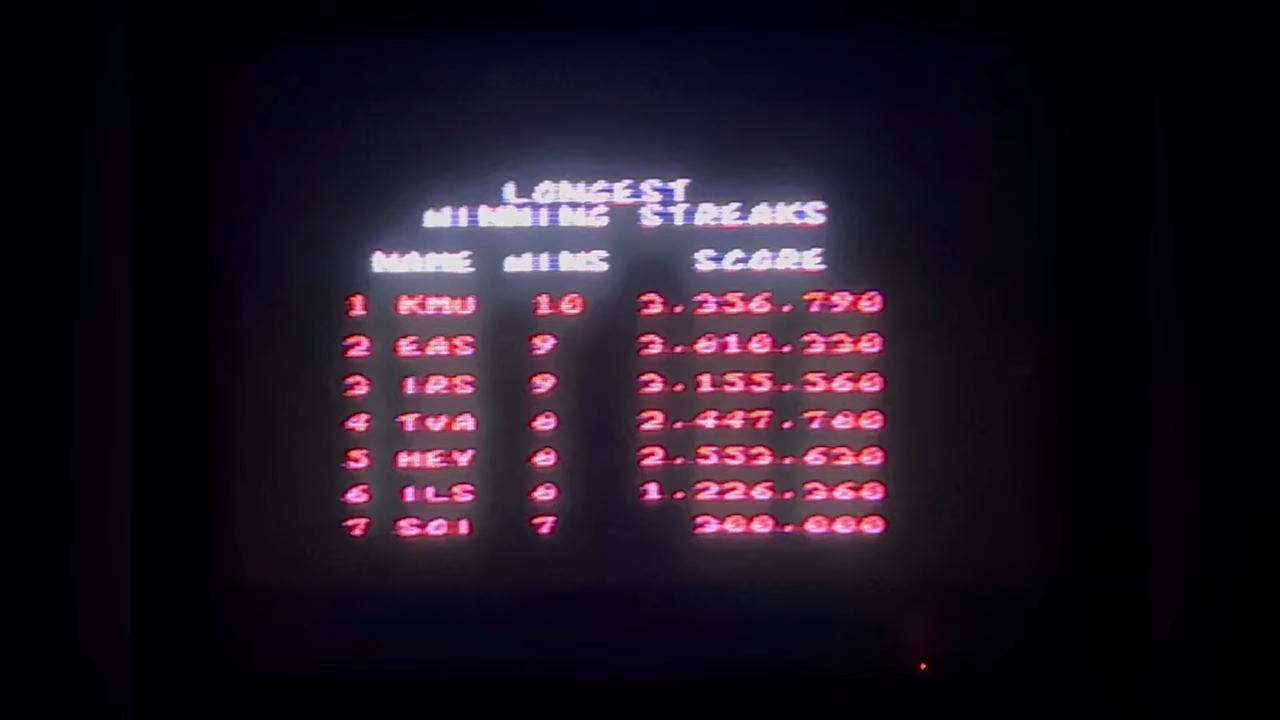 LONGEST
WINNING STREAKS
NAME WINS SCORE
1 KMU 10 3.356.790
2 EAS 9 3.010.330
3 IRS 9 3.155.560
4 TVA 8 2.447.780
5 HEY 8 2.553.630
6 ILS 8 1.226.360
7 7 300.000